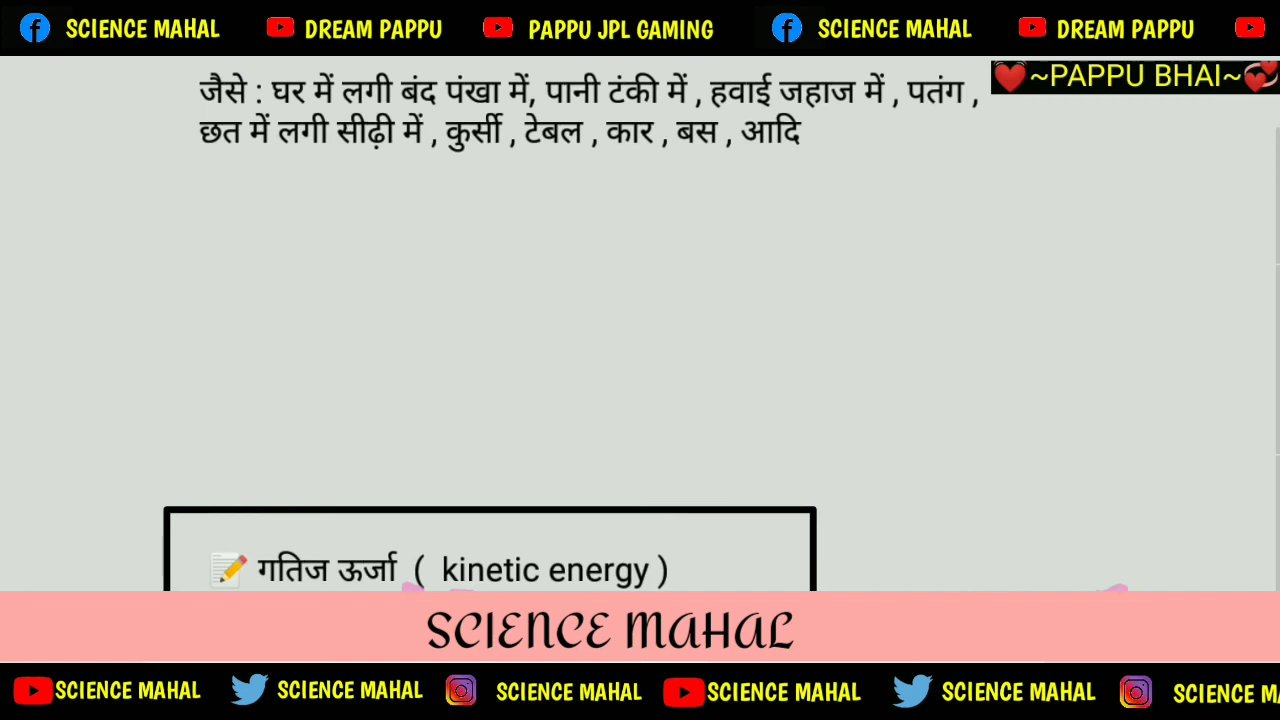 SCIENCE MAHAL DREAM PAPPU PAPPU JPL GAMING SCIENCE MAHAL DREAM PAPPU
~PAPPU BHAI~
जैसे : घर में लगी बंद पंखा में, पानी टंकी में , हवाई जहाज में , पतंग ,
छत में लगी सीढ़ी में , कुर्सी , टेबल , कार , बस , आदि
गतिज ऊर्जा ( kinetic energy )
SCIENCE MAHAL
SCIENCE MAHAL SCIENCE MAHAL SCIENCE MAHAL SCIENCE MAHAL SCIENCE MAHAL SCIENCE M